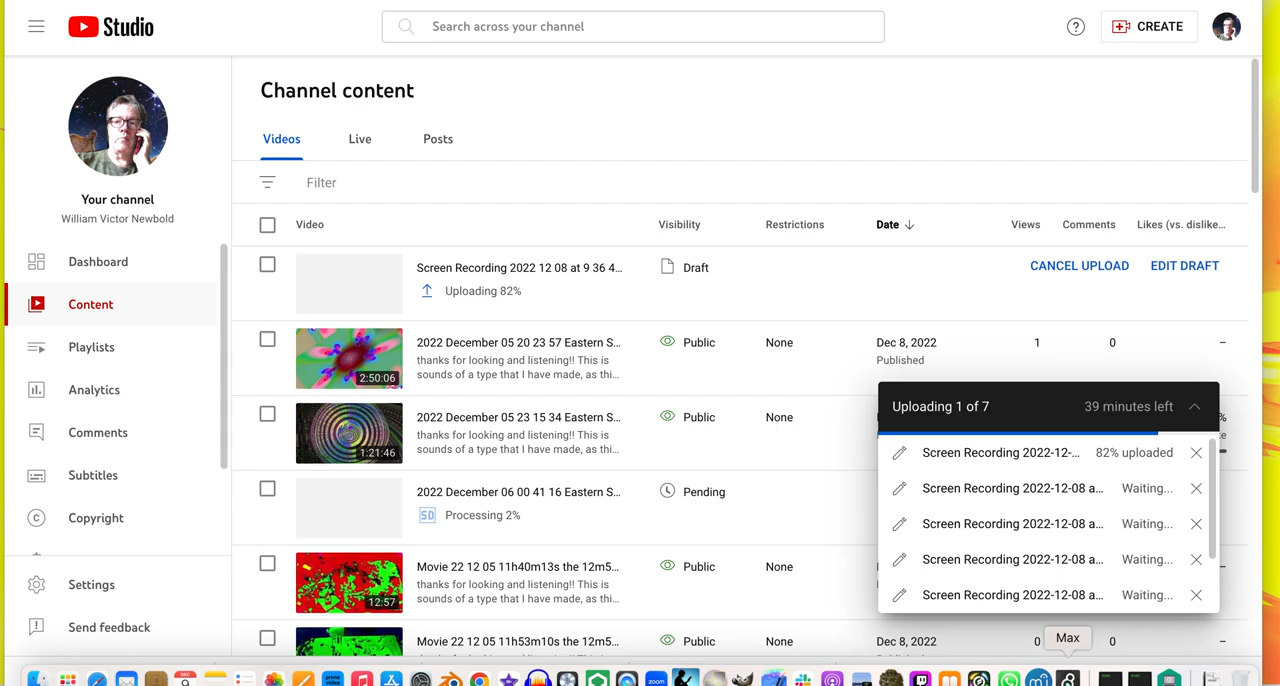 Studio
Search across your channel
CREATE
Your channel
William Victor Newbold
Dashboard
Content
Playlists
Analytics
Comments
Subtitles
Copyright
Settings
Send feedback
Channel content
Videos Live Posts
Filter
Video Visibility Restrictions Date Views Comments Likes (vs. dislike...
Screen Recording 2022 12 08 at 9 36 4... Draft CANCEL UPLOAD EDIT DRAFT
Uploading 82%
2022 December 05 20 23 57 Eastern S... Public None Dec 8, 2022 1 0 –
thanks for looking and listening!! This is Published
sounds of a type that I have made, as thi...
2:50:06
2022 December 05 23 15 34 Eastern S... Public None
thanks for looking and listening!! This is
sounds of a type that I have made, as thi...
1:21:46
2022 December 06 00 41 16 Eastern S... Pending
SD Processing 2%
Movie 22 12 05 11h40m13s the 12m5... Public None
thanks for looking and listening!! This is
sounds of a type that I have made, as thi...
12:57
Movie 22 12 05 11h53m10s the 12m5... Public None Dec 8, 2022 0 0 –
Uploading 1 of 7 39 minutes left
Screen Recording 2022-12-... 82% uploaded
Screen Recording 2022-12-08 a... Waiting...
Screen Recording 2022-12-08 a... Waiting...
Screen Recording 2022-12-08 a... Waiting...
Screen Recording 2022-12-08 a... Waiting...
Max
DEC
9
prime video
zoom